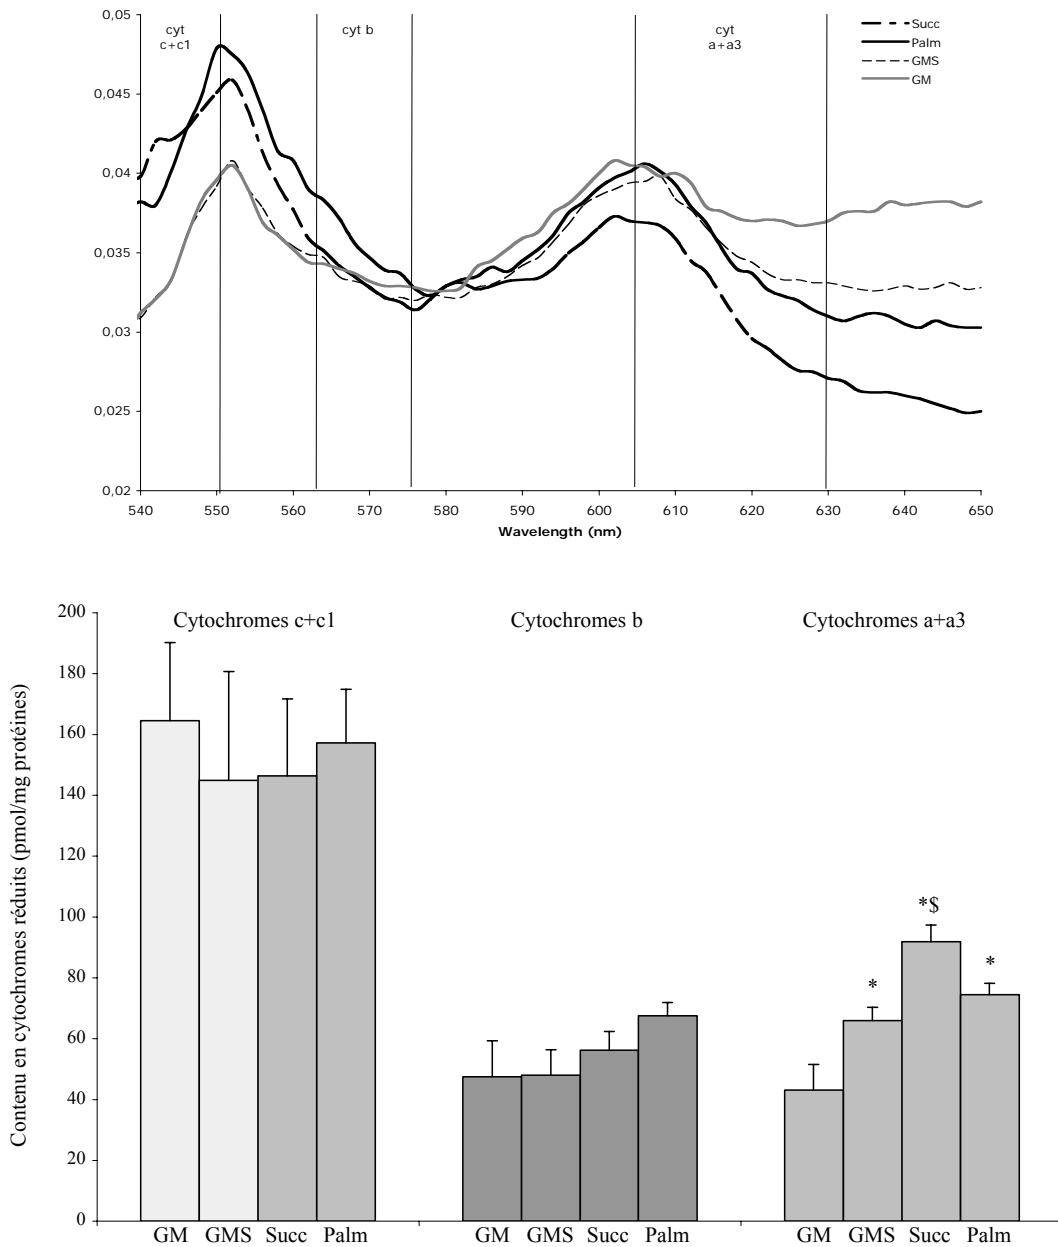 0,05
0,045
0,04
0,035
0,03
0,025
0,02
cyt
c+c1
cyt b
cyt
a+a3
Succ
Palm
GMS
GM
540 550 560 570 580 590 600 610 620 630 640 650
Wavelength (nm)
Contenu en cytochromes réduits (pmol/mg protéines)
200
180
160
140
120
100
80
60
40
20
0
Cytochromes c+c1 Cytochromes b Cytochromes a+a3
*$
*
*
GM GMS Succ Palm GM GMS Succ Palm GM GMS Succ Palm